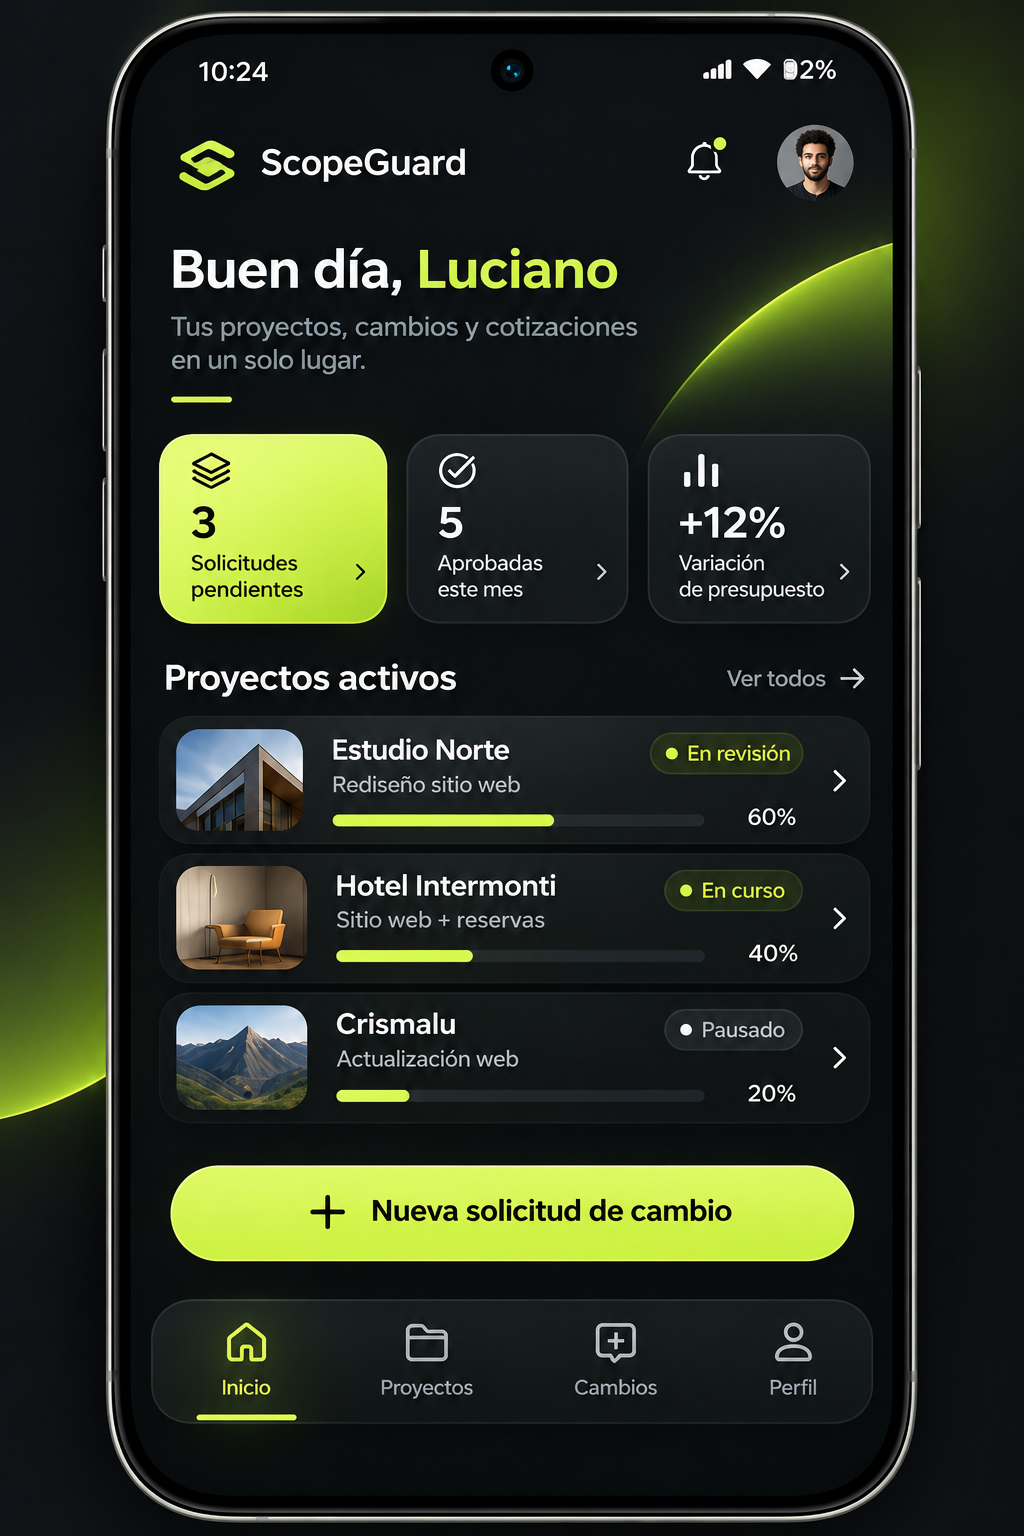 10:24
82%
ScopeGuard
Buen día, Luciano
Tus proyectos, cambios y cotizaciones
en un solo lugar.
3
Solicitudes
pendientes
5
Aprobadas
este mes
+12%
Variación
de presupuesto
Proyectos activos
Ver todos
Estudio Norte
En revisión
Rediseño sitio web
60%
Hotel Intermonti
En curso
Sitio web + reservas
40%
Crismalu
Pausado
Actualización web
20%
Nueva solicitud de cambio
Inicio
Proyectos
Cambios
Perfil